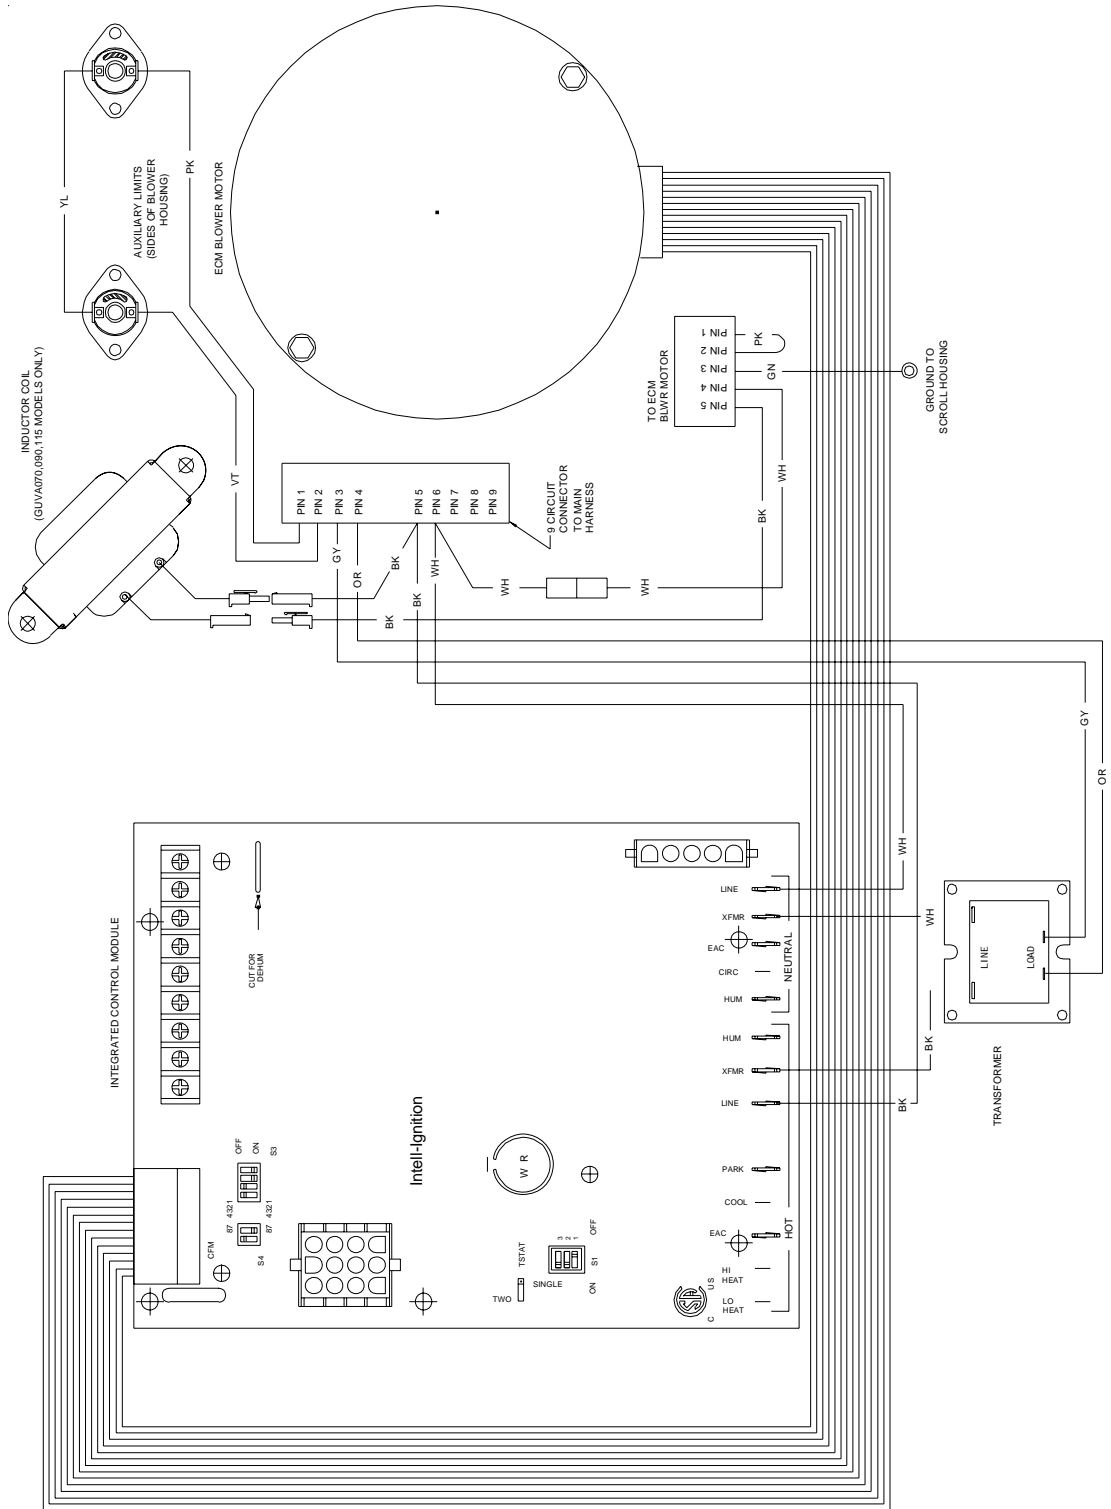 INDUCTOR COIL
(GUVA070,090,115 MODELS ONLY)
YL
AUXILIARY LIMITS
(SIDES OF BLOWER
HOUSING)
PK
ECM BLOWER MOTOR
VT
PIN 1
PIN 2
PIN 3
PIN 4
PIN 5
PIN 6
PIN 7
PIN 8
PIN 9
9 CIRCUIT
CONNECTOR
TO MAIN
HARNESS
GY
OR
BK
BK
WH
BK
WH
WH
TO ECM
BLWR MOTOR
PIN 1
PIN 2
PIN 3
PIN 4
PIN 5
PK
GN
WH
BK
GROUND TO
SCROLL HOUSING
GY
OR
WH
WH
BK
BK
LINE
LOAD
TRANSFORMER
INTEGRATED CONTROL MODULE
CUT FOR
DEHUM
Intell-Ignition
LINE
XFMR
EAC
CIRC
HUM
NEUTRAL
HUM
XFMR
LINE
PARK
COOL
EAC
HI
HEAT
LO
HEAT
HOT
W R
OFF
ON
S3
4321
4321
87
87
S4
CFM
TSTAT
SINGLE
TWO
3
2
1
OFF
S1
ON
C
US